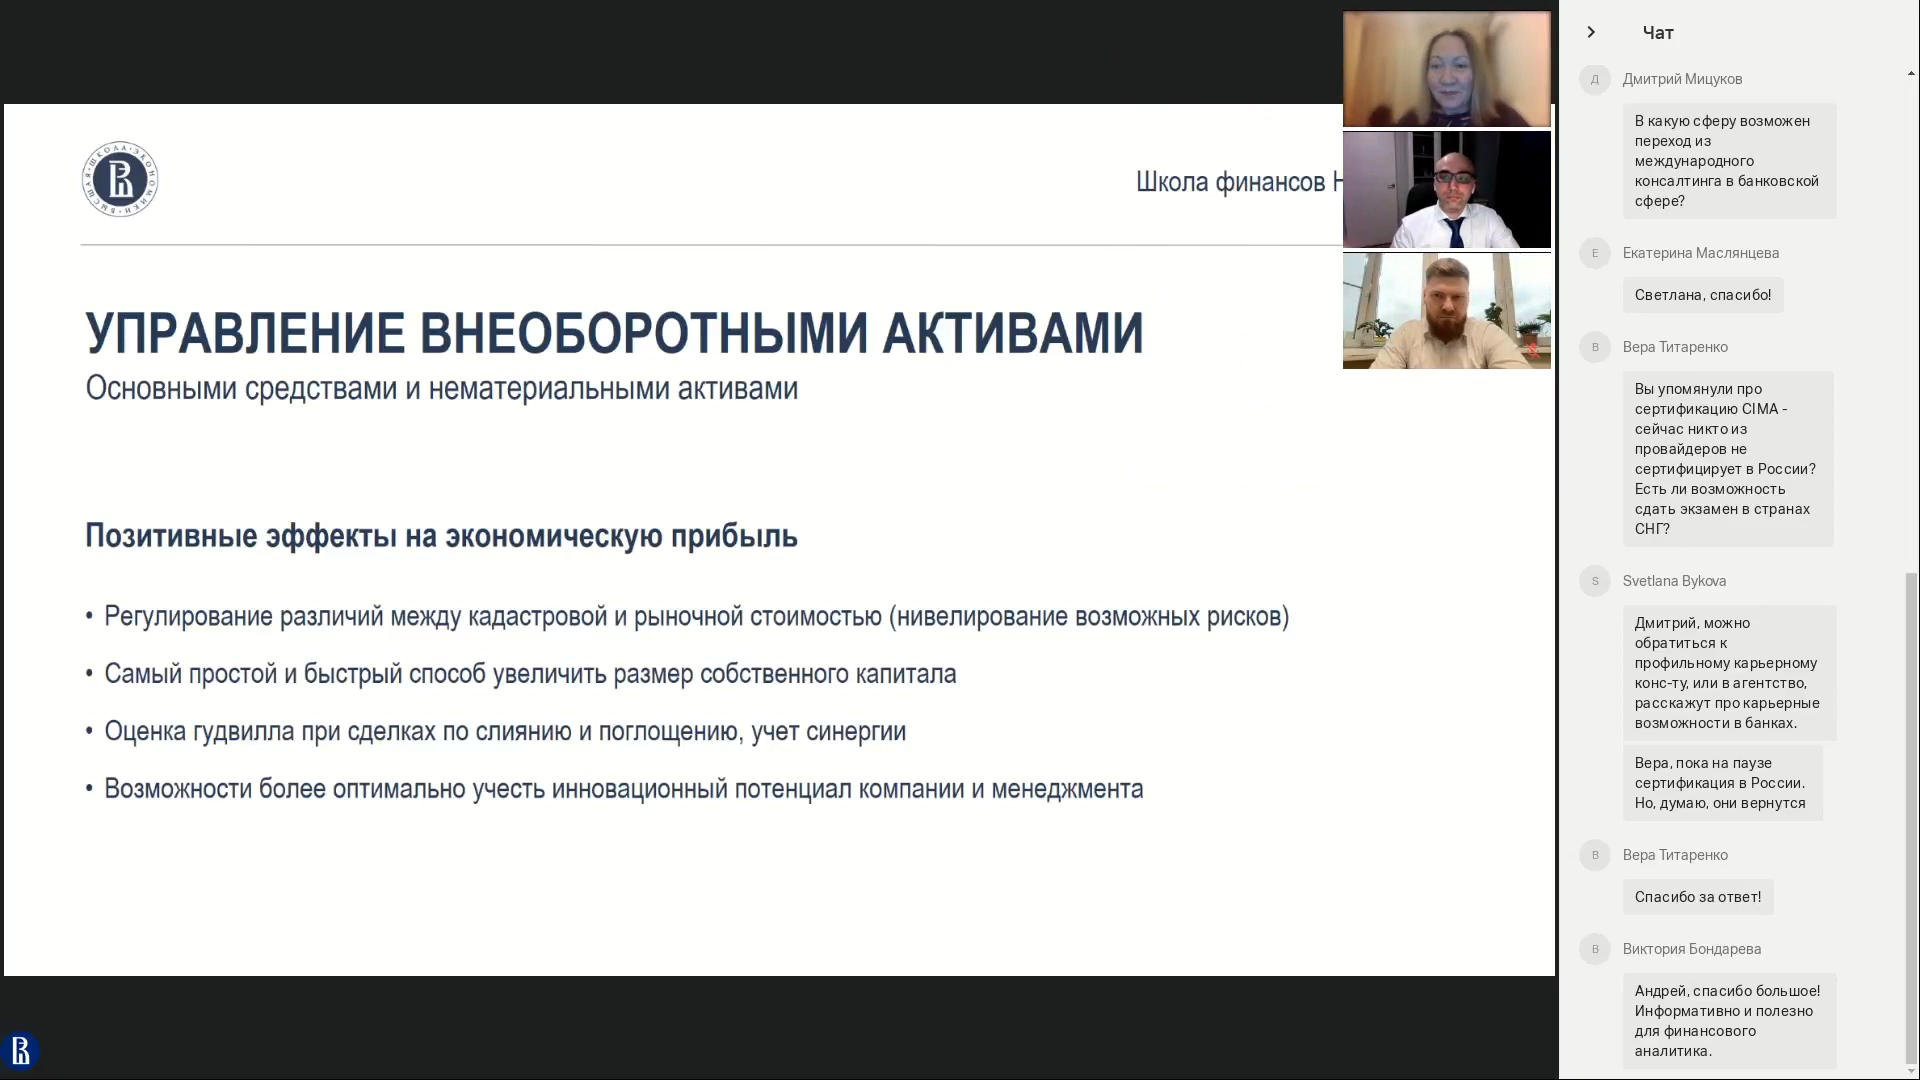 ВЫСШАЯ ШКОЛА ЭКОНОМИКИ
Школа финансов
УПРАВЛЕНИЕ ВНЕОБОРОТНЫМИ АКТИВАМИ
Основными средствами и нематериальными активами
Позитивные эффекты на экономическую прибыль
• Регулирование различий между кадастровой и рыночной стоимостью (нивелирование возможных рисков)
• Самый простой и быстрый способ увеличить размер собственного капитала
• Оценка гудвилла при сделках по слиянию и поглощению, учет синергии
• Возможности более оптимально учесть инновационный потенциал компании и менеджмента
Чат
Д
Дмитрий Мицуков
В какую сферу возможен
переход из
международного
консалтинга в банковской
сфере?
Е
Екатерина Маслянцева
Светлана, спасибо!
В
Вера Титаренко
Вы упомянули про
сертификацию CIMA -
сейчас никто из
провайдеров не
сертифицирует в России?
Есть ли возможность
сдать экзамен в странах
СНГ?
S
Svetlana Bykova
Дмитрий, можно
обратиться к
профильному карьерному
конс-ту, или в агентство,
расскажут про карьерные
возможности в банках.
Вера, пока на паузе
сертификация в России.
Но, думаю, они вернутся
В
Вера Титаренко
Спасибо за ответ!
В
Виктория Бондарева
Андрей, спасибо большое!
Информативно и полезно
для финансового
аналитика.